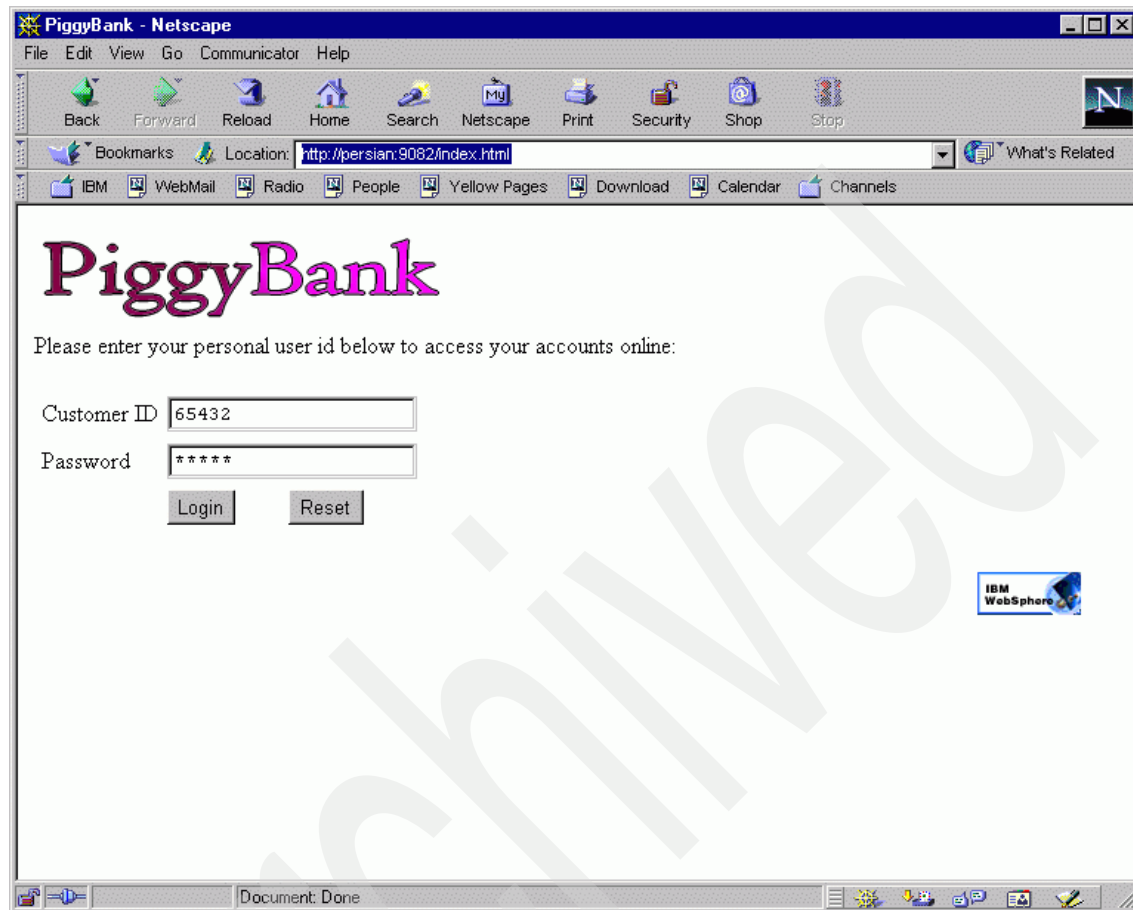 PiggyBank - Netscape
File Edit View Go Communicator Help
Back Forward Reload Home Search Netscape Print Security Shop Stop
My
N
Bookmarks Location: http://persian:9082/index.html What's Related
IBM WebMail Radio People Yellow Pages Download Calendar Channels
PiggyBank
Please enter your personal user id below to access your accounts online:
Customer ID 65432
Password *****
Login Reset
IBM
WebSphere
Document: Done
rchived